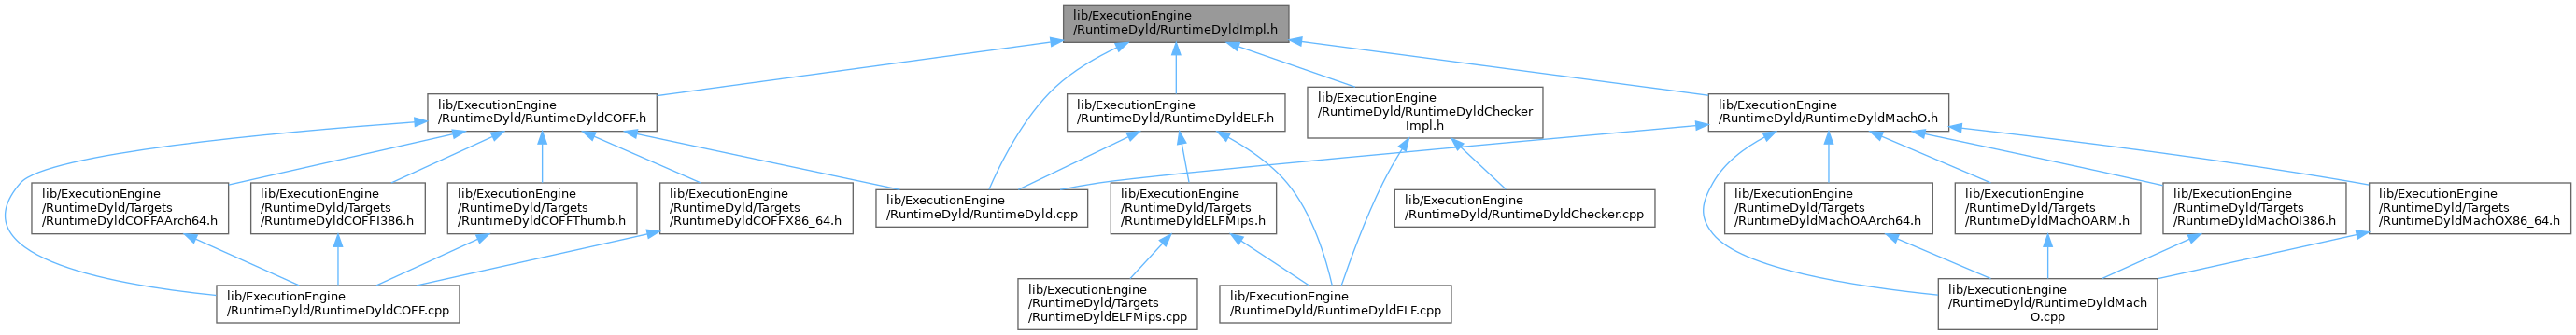 lib/ExecutionEngine
/RuntimeDyld/RuntimeDyldImpl.h
lib/ExecutionEngine
/RuntimeDyld/RuntimeDyldCOFF.h
lib/ExecutionEngine
/RuntimeDyld/RuntimeDyldELF.h
lib/ExecutionEngine
/RuntimeDyld/RuntimeDyldChecker
Impl.h
lib/ExecutionEngine
/RuntimeDyld/RuntimeDyldMachO.h
lib/ExecutionEngine
/RuntimeDyld/Targets
/RuntimeDyldCOFFAArch64.h
lib/ExecutionEngine
/RuntimeDyld/Targets
/RuntimeDyldCOFFI386.h
lib/ExecutionEngine
/RuntimeDyld/Targets
/RuntimeDyldCOFFThumb.h
lib/ExecutionEngine
/RuntimeDyld/Targets
/RuntimeDyldCOFFX86_64.h
lib/ExecutionEngine
/RuntimeDyld/RuntimeDyld.cpp
lib/ExecutionEngine
/RuntimeDyld/Targets
/RuntimeDyldELFMips.h
lib/ExecutionEngine
/RuntimeDyld/RuntimeDyldChecker.cpp
lib/ExecutionEngine
/RuntimeDyld/Targets
/RuntimeDyldMachOAArch64.h
lib/ExecutionEngine
/RuntimeDyld/Targets
/RuntimeDyldMachOARM.h
lib/ExecutionEngine
/RuntimeDyld/Targets
/RuntimeDyldMachOI386.h
lib/ExecutionEngine
/RuntimeDyld/Targets
/RuntimeDyldMachOX86_64.h
lib/ExecutionEngine
/RuntimeDyld/RuntimeDyldCOFF.cpp
lib/ExecutionEngine
/RuntimeDyld/Targets
/RuntimeDyldELFMips.cpp
lib/ExecutionEngine
/RuntimeDyld/RuntimeDyldELF.cpp
lib/ExecutionEngine
/RuntimeDyld/RuntimeDyldMach
O.cpp